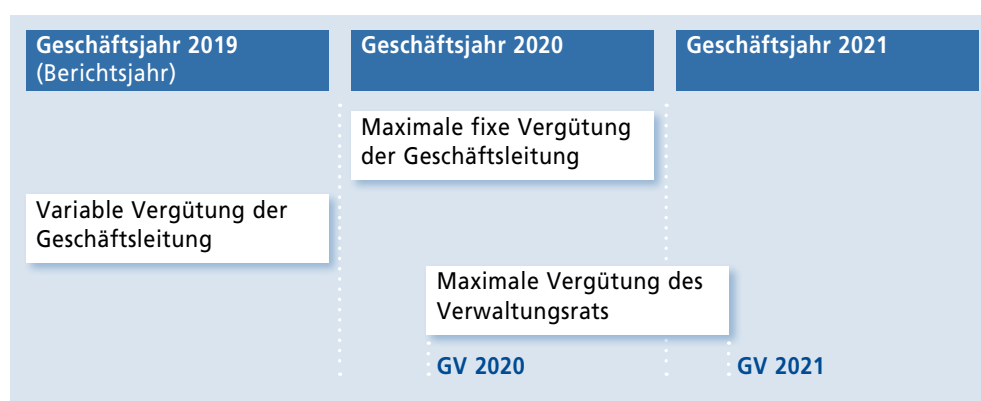 Geschäftsjahr 2019
(Berichtsjahr)
Geschäftsjahr 2020
Geschäftsjahr 2021
Maximale fixe Vergütung
der Geschäftsleitung
Variable Vergütung der
Geschäftsleitung
Maximale Vergütung des
Verwaltungsrats
GV 2020
GV 2021